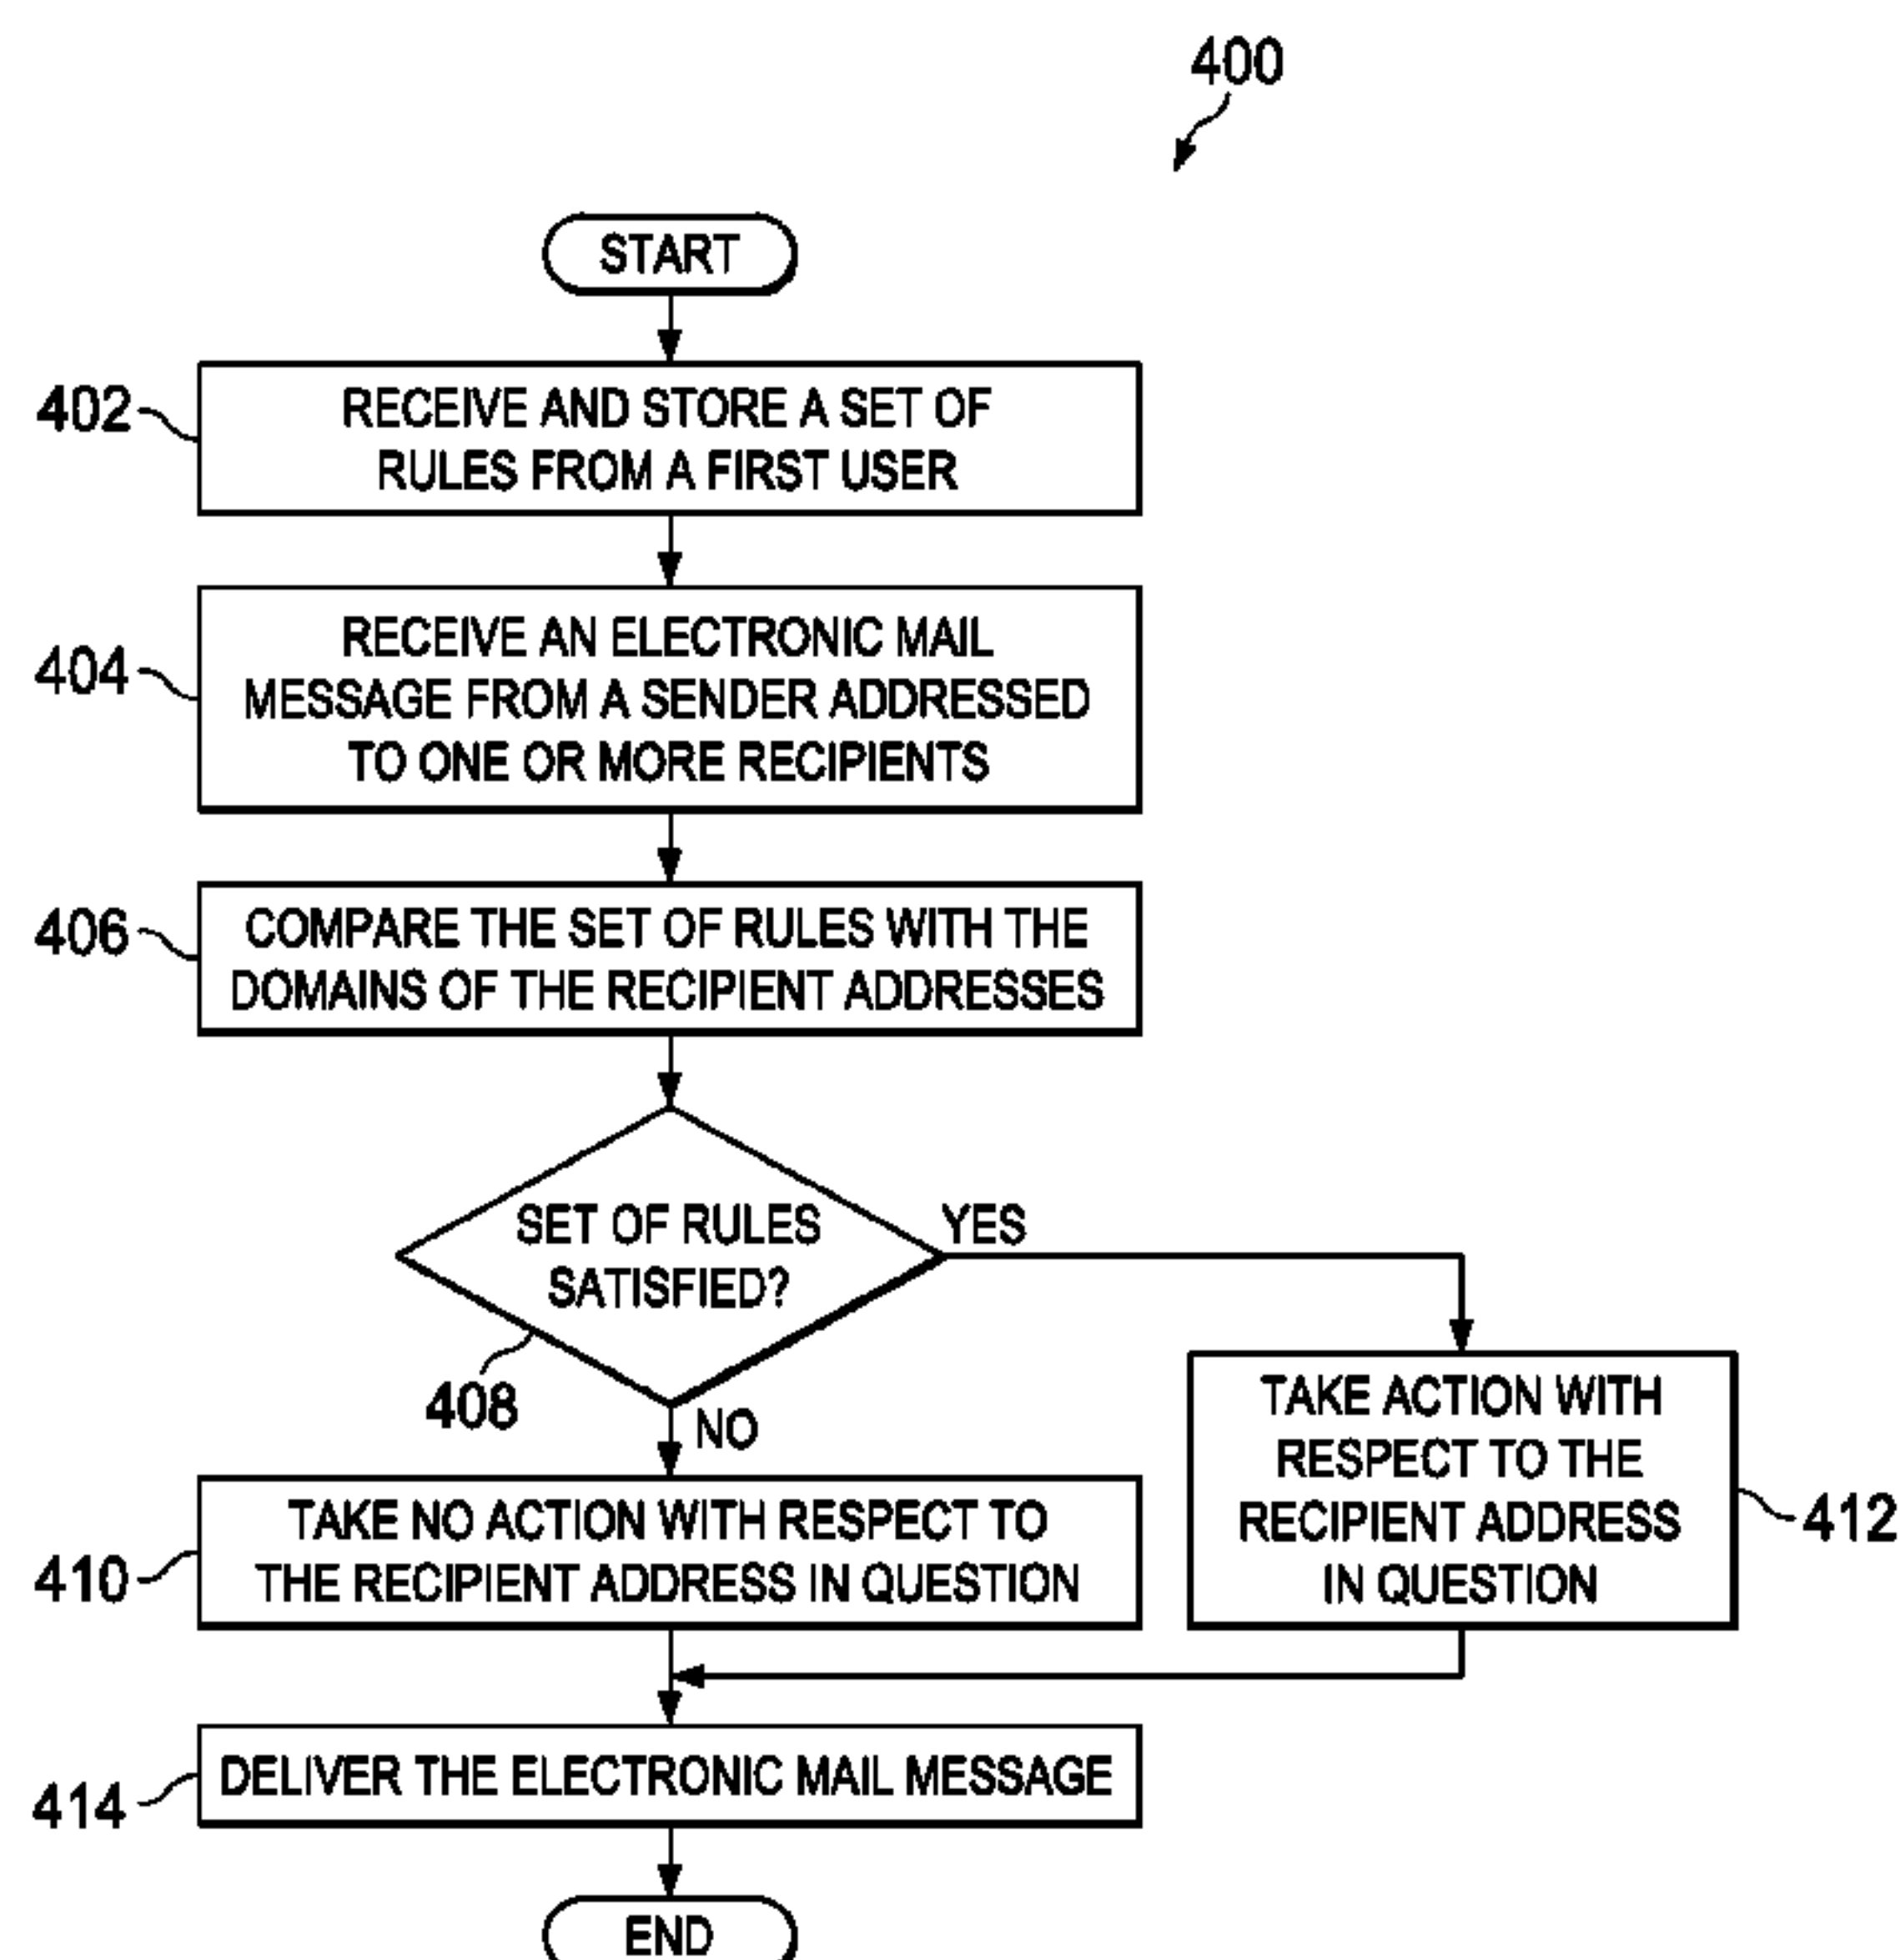 400
START
402
RECEIVE AND STORE A SET OF
RULES FROM A FIRST USER
404
RECEIVE AN ELECTRONIC MAIL
MESSAGE FROM A SENDER ADDRESSED
TO ONE OR MORE RECIPIENTS
406
COMPARE THE SET OF RULES WITH THE
DOMAINS OF THE RECIPIENT ADDRESSES
SET OF RULES
SATISFIED?
YES
408
NO
TAKE ACTION WITH
RESPECT TO THE
RECIPIENT ADDRESS
IN QUESTION
412
410
TAKE NO ACTION WITH RESPECT TO
THE RECIPIENT ADDRESS IN QUESTION
414
DELIVER THE ELECTRONIC MAIL MESSAGE
END